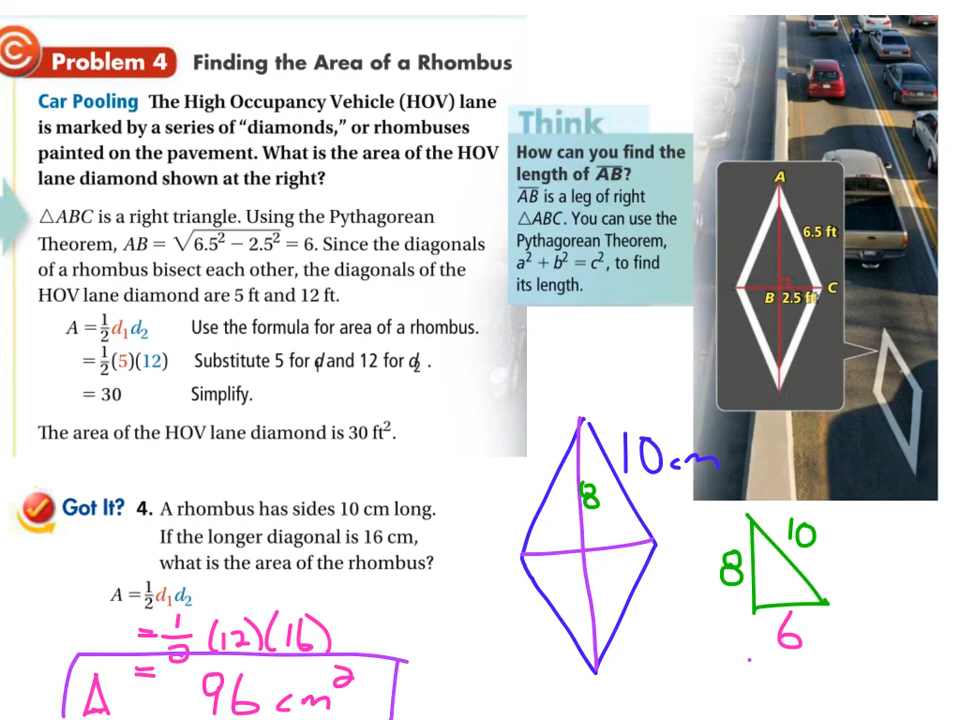 Problem 4 Finding the Area of a Rhombus
Car Pooling The High Occupancy Vehicle (HOV) lane
is marked by a series of “diamonds,” or rhombuses
painted on the pavement. What is the area of the HOV
lane diamond shown at the right?
△ABC is a right triangle. Using the Pythagorean
Theorem, AB = √6.5² − 2.5² = 6. Since the diagonals
of a rhombus bisect each other, the diagonals of the
HOV lane diamond are 5 ft and 12 ft.
A = 1/2 d₁d₂ Use the formula for area of a rhombus.
= 1/2 (5)(12) Substitute 5 for d and 12 for d₂ .
= 30 Simplify.
The area of the HOV lane diamond is 30 ft².
Think
How can you find the
length of AB?
AB is a leg of right
△ABC. You can use the
Pythagorean Theorem,
a² + b² = c², to find
its length.
A
6.5 ft
B 2.5 ft C
Got It? 4. A rhombus has sides 10 cm long.
If the longer diagonal is 16 cm,
what is the area of the rhombus?
A = 1/2 d₁d₂
= 1/2 (12)(16)
A = 96 cm²
10cm
8
8
10
6